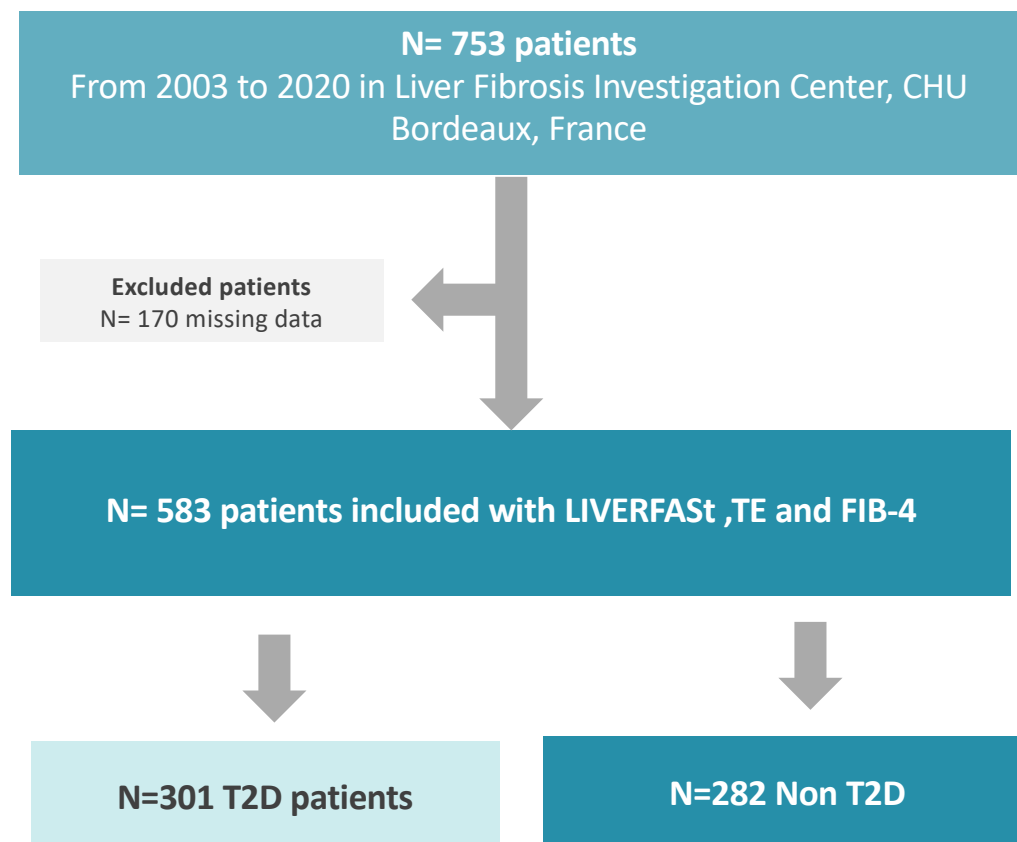 N= 753 patients
From 2003 to 2020 in Liver Fibrosis Investigation Center, CHU
Bordeaux, France
Excluded patients
N= 170 missing data
N= 583 patients included with LIVERFASt ,TE and FIB-4
N=301 T2D patients
N=282 Non T2D